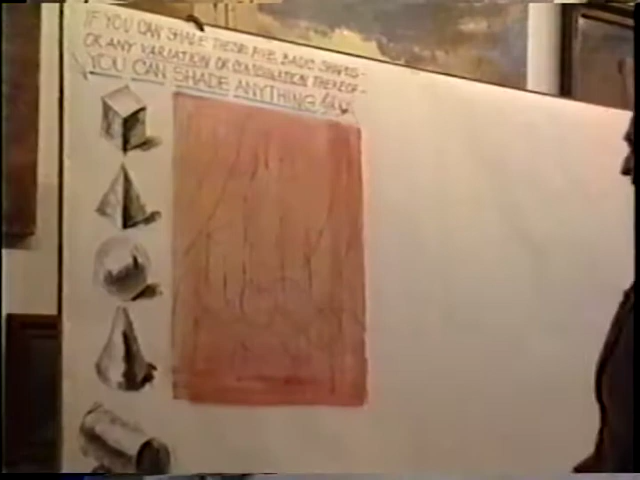 IF YOU CAN SHADE THESE FIVE BASIC SHAPES-
OR ANY VARIATION OR COMBINATION THEREOF-
YOU CAN SHADE ANYTHING